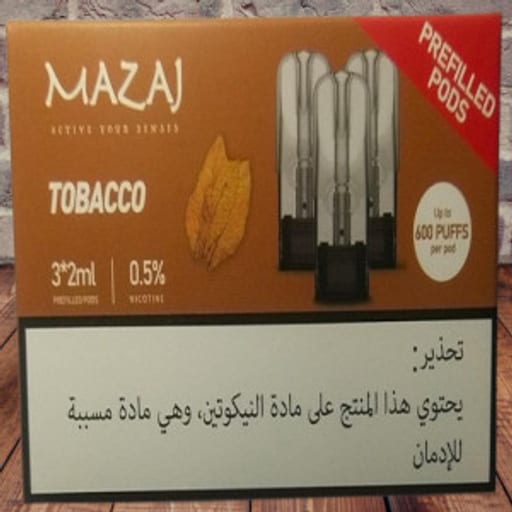 MAZAJ
ACTIVE YOUR SENSES
PREFILLED
PODS
TOBACCO
Up to
600 PUFFS
per pod
3*2ml
0.5%
PREFILLED PODS
NICOTINE
تحذير:
يحتوي هذا المنتج على مادة النيكوتين، وهي مادة مسببة
للإدمان